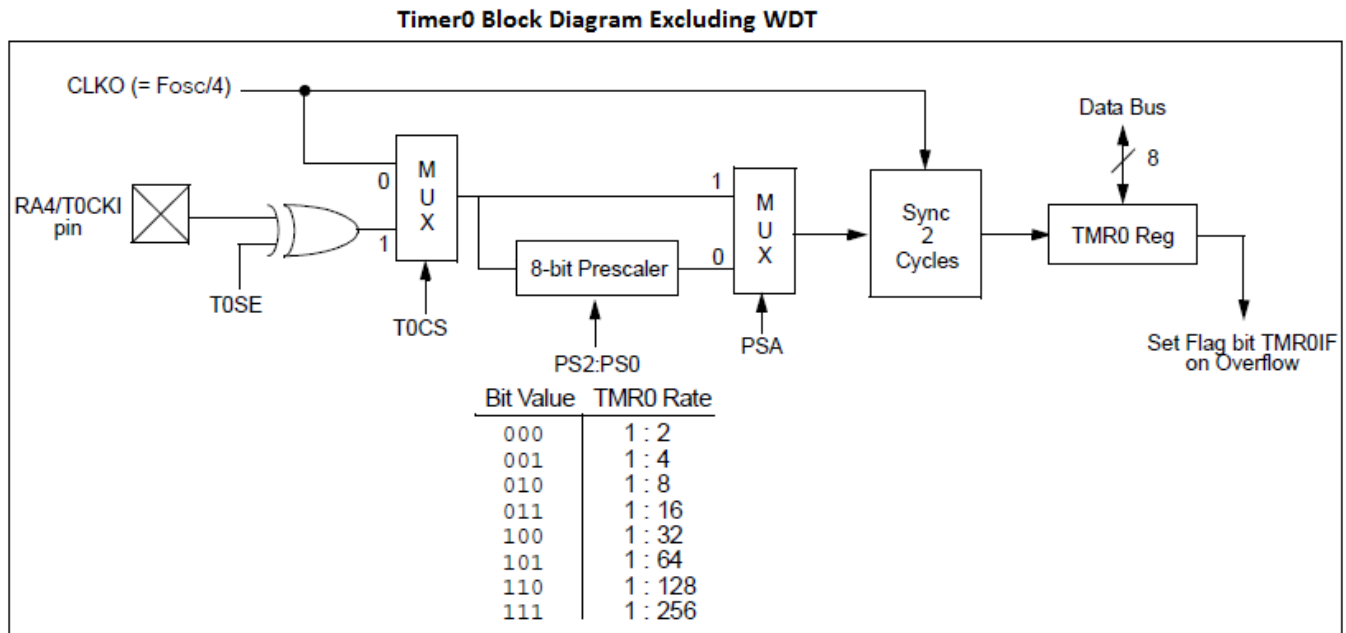 Timer0 Block Diagram Excluding WDT
CLKO (= Fosc/4)
Data Bus
8
RA4/T0CKI
pin
0
1
M
U
X
1
0
M
U
X
Sync
2
Cycles
TMR0 Reg
8-bit Prescaler
T0SE
T0CS
PS2:PS0
PSA
Set Flag bit TMR0IF
on Overflow
Bit Value TMR0 Rate
000 1 : 2
001 1 : 4
010 1 : 8
011 1 : 16
100 1 : 32
101 1 : 64
110 1 : 128
111 1 : 256